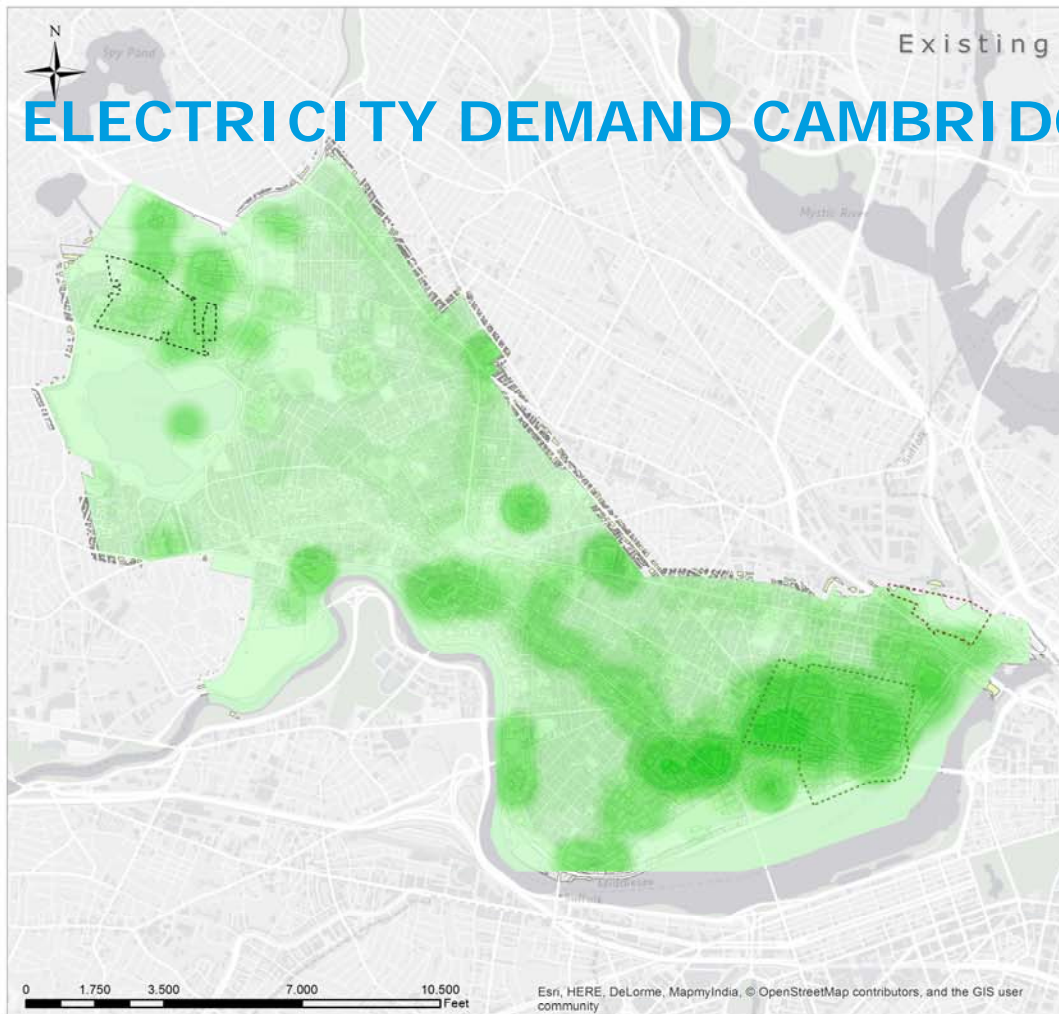 N
Spy Pond
Existing
ELECTRICITY DEMAND CAMBRIDG
Mystic River
0 1.750 3.500 7.000 10.500
Feet
Esri, HERE, DeLorme, MapmyIndia, © OpenStreetMap contributors, and the GIS user
community